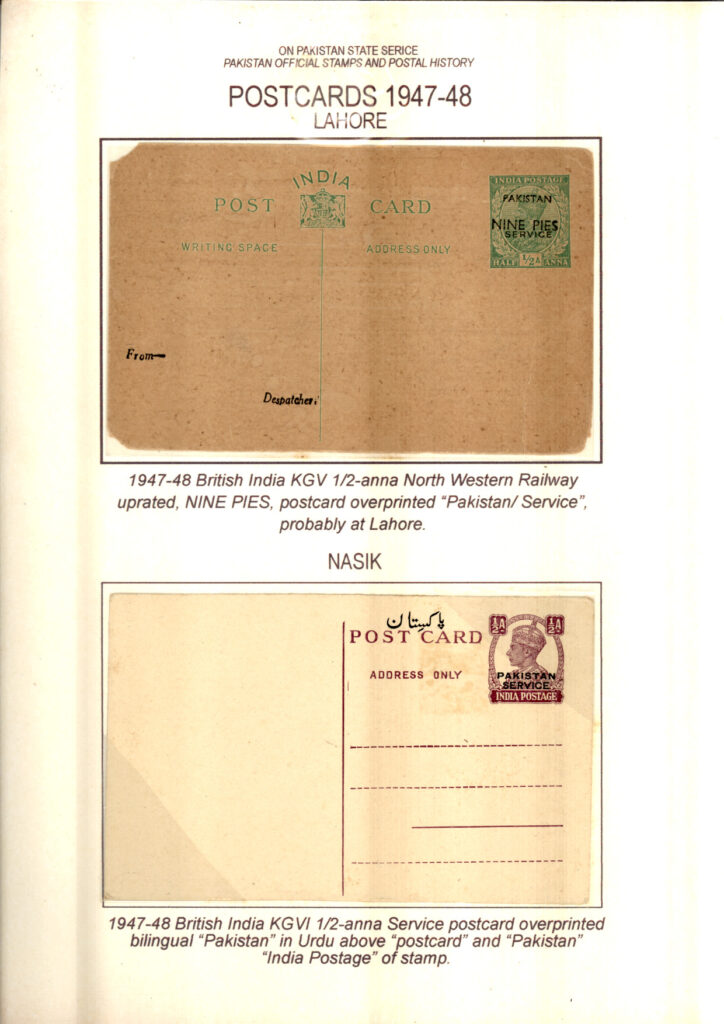 ON PAKISTAN STATE SERICE
PAKISTAN OFFICIAL STAMPS AND POSTAL HISTORY
POSTCARDS 1947-48
LAHORE
INDIA
POST CARD
WRITING SPACE
ADDRESS ONLY
INDIA POSTAGE
PAKISTAN
NINE PIES
SERVICE
HALF 1/2 A ANNA
From—
Despatcher:
1947-48 British India KGV 1/2-anna North Western Railway
uprated, NINE PIES, postcard overprinted “Pakistan/ Service”,
probably at Lahore.
NASIK
پاکستان
POST CARD
ADDRESS ONLY
½A ½A
PAKISTAN
SERVICE
INDIA POSTAGE
1947-48 British India KGVI 1/2-anna Service postcard overprinted
bilingual “Pakistan” in Urdu above “postcard” and “Pakistan”
“India Postage” of stamp.